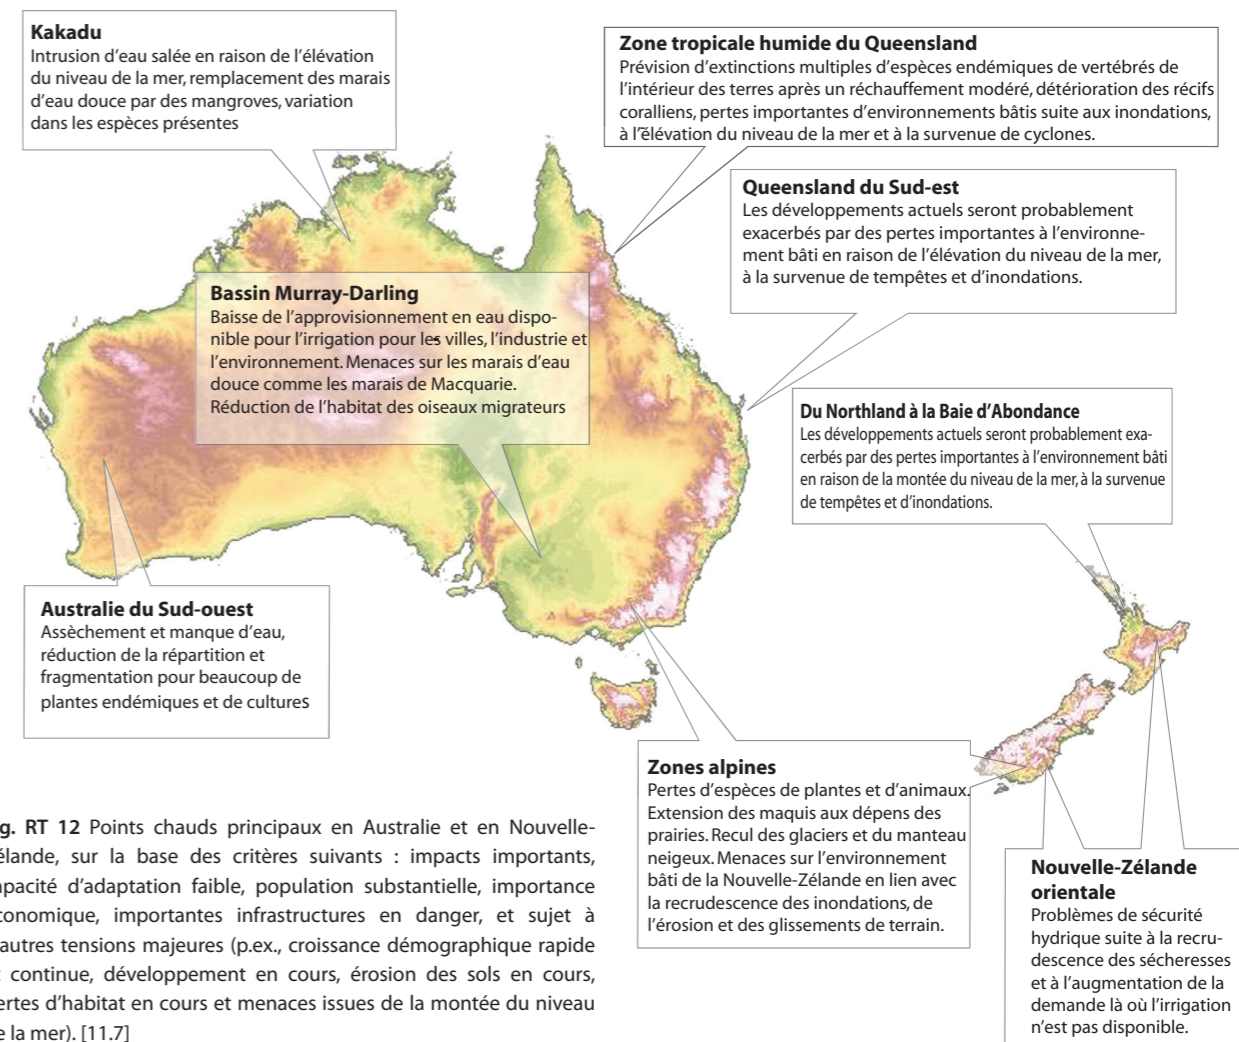 Kakadu
Intrusion d'eau salée en raison de l'élévation
du niveau de la mer, remplacement des marais
d'eau douce par des mangroves, variation
dans les espèces présentes
Zone tropicale humide du Queensland
Prévision d'extinctions multiples d'espèces endémiques de vertébrés de
l'intérieur des terres après un réchauffement modéré, détérioration des récifs
coralliens, pertes importantes d'environnements bâtis suite aux inondations,
à l'élévation du niveau de la mer et à la survenue de cyclones.
Queensland du Sud-est
Les développements actuels seront probablement
exacerbés par des pertes importantes à l'environne-
ment bâti en raison de l'élévation du niveau de la mer,
à la survenue de tempêtes et d'inondations.
Bassin Murray-Darling
Baisse de l'approvisionnement en eau dispo-
nible pour l'irrigation pour les villes, l'industrie et
l'environnement. Menaces sur les marais d'eau
douce comme les marais de Macquarie.
Réduction de l'habitat des oiseaux migrateurs
Du Northland à la Baie d'Abondance
Les développements actuels seront probablement exa-
cerbés par des pertes importantes à l'environnement bâti
en raison de la montée du niveau de la mer, à la survenue
de tempêtes et d'inondations.
Australie du Sud-ouest
Assèchement et manque d'eau,
réduction de la répartition et
fragmentation pour beaucoup de
plantes endémiques et de cultures
Zones alpines
Pertes d'espèces de plantes et d'animaux.
Extension des maquis aux dépens des
prairies. Recul des glaciers et du manteau
neigeux. Menaces sur l'environnement
bâti de la Nouvelle-Zélande en lien avec
la recrudescence des inondations, de
l'érosion et des glissements de terrain.
Nouvelle-Zélande
orientale
Problèmes de sécurité
hydrique suite à la recru-
descence des sécheresses
et à l'augmentation de la
demande là où l'irrigation
n'est pas disponible.
g. RT 12 Points chauds principaux en Australie et en Nouvelle-
élande, sur la base des critères suivants : impacts importants,
apacité d'adaptation faible, population substantielle, importance
conomique, importantes infrastructures en danger, et sujet à
autres tensions majeures (p.ex., croissance démographique rapide
t continue, développement en cours, érosion des sols en cours,
ertes d'habitat en cours et menaces issues de la montée du niveau
e la mer). [11.7]